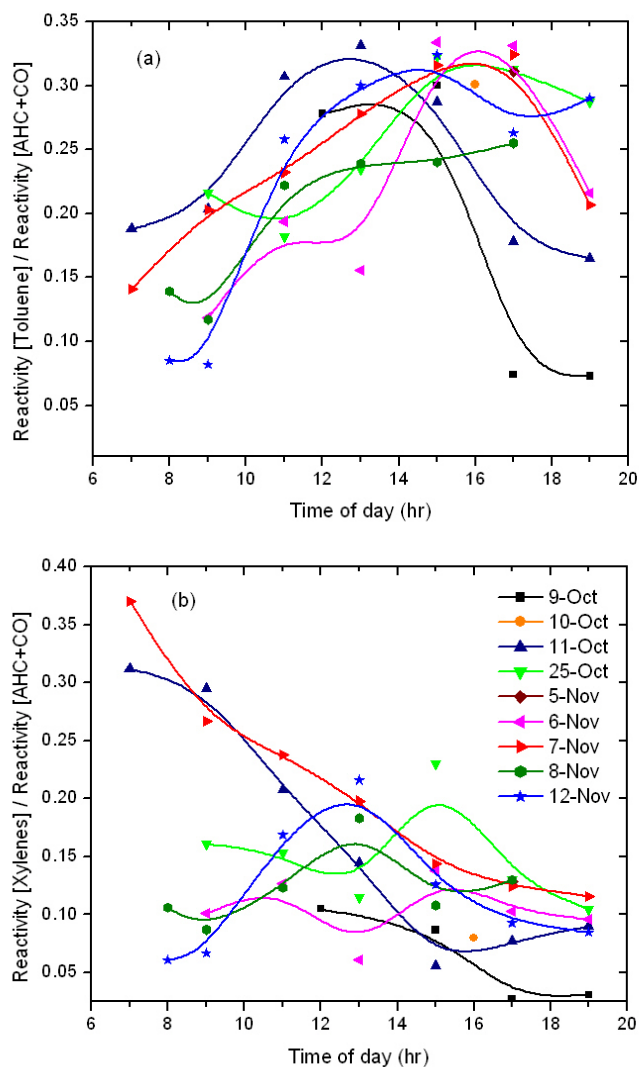 (a)
Reactivity [Toluene] / Reactivity [AHC+CO]
0.35
0.30
0.25
0.20
0.15
0.10
0.05
6 8 10 12 14 16 18 20
Time of day (hr)
(b)
Reactivity [Xylenes] / Reactivity [AHC+CO]
0.40
0.35
0.30
0.25
0.20
0.15
0.10
0.05
9-Oct
10-Oct
11-Oct
25-Oct
5-Nov
6-Nov
7-Nov
8-Nov
12-Nov
6 8 10 12 14 16 18 20
Time of day (hr)